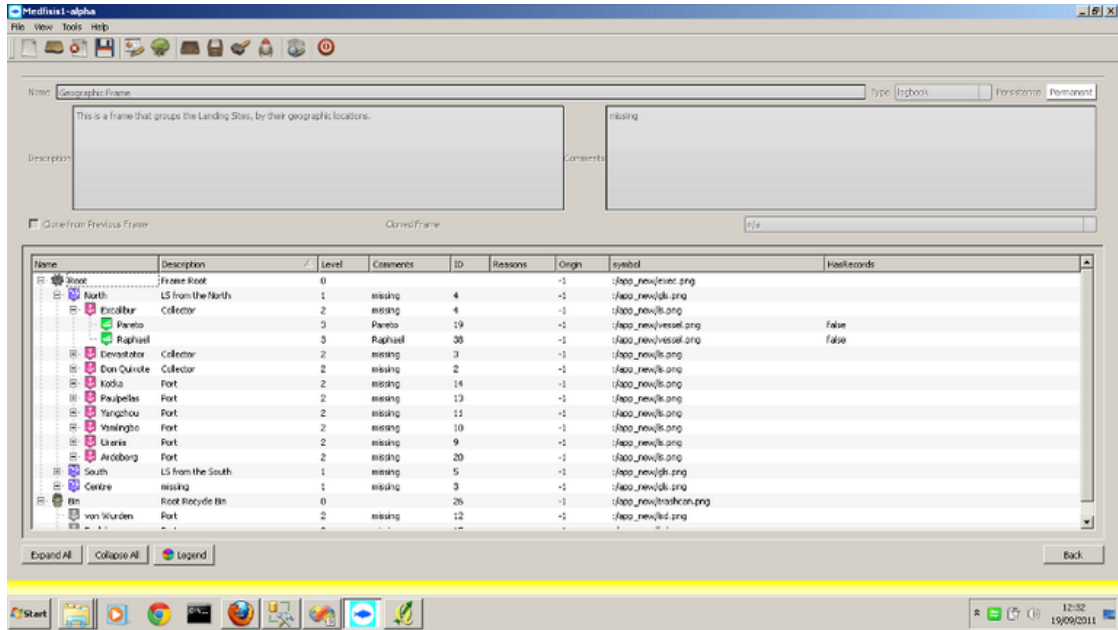 Medfisis1-alpha
File View Tools Help
Name Geographic Frame Type logbook Persistence Permanent
This is a frame that groups the Landing Sites, by their geographic locations.
missing
Description Comments
Clone from Previous Frame Cloned Frame n/a
Name Description Level Comments ID Reasons Origin symbol HasRecords
Root Frame Root 0 -1 :/app_new/exec.png
North LS from the North 1 missing 4 -1 :/app_new/gls.png
Excalibur Collector 2 missing 4 -1 :/app_new/ls.png
Pareto 3 Pareto 19 -1 :/app_new/vessel.png false
Raphael 3 Raphael 38 -1 :/app_new/vessel.png false
Devastator Collector 2 missing 3 -1 :/app_new/ls.png
Don Quixote Collector 2 missing 2 -1 :/app_new/ls.png
Kotka Port 2 missing 14 -1 :/app_new/ls.png
Paulpellas Port 2 missing 13 -1 :/app_new/ls.png
Yangzhou Port 2 missing 11 -1 :/app_new/ls.png
Yamingbo Port 2 missing 10 -1 :/app_new/ls.png
Urania Port 2 missing 9 -1 :/app_new/ls.png
Ardeborg Port 2 missing 20 -1 :/app_new/ls.png
South LS from the South 1 missing 5 -1 :/app_new/gls.png
Centre missing 1 missing 3 -1 :/app_new/gls.png
Bin Root Recycle Bin 0 26 -1 :/app_new/trashcan.png
von Wurden Port 2 missing 12 -1 :/app_new/lsd.png
Expand All Collapse All Legend Back
Start 12:32
19/09/2011